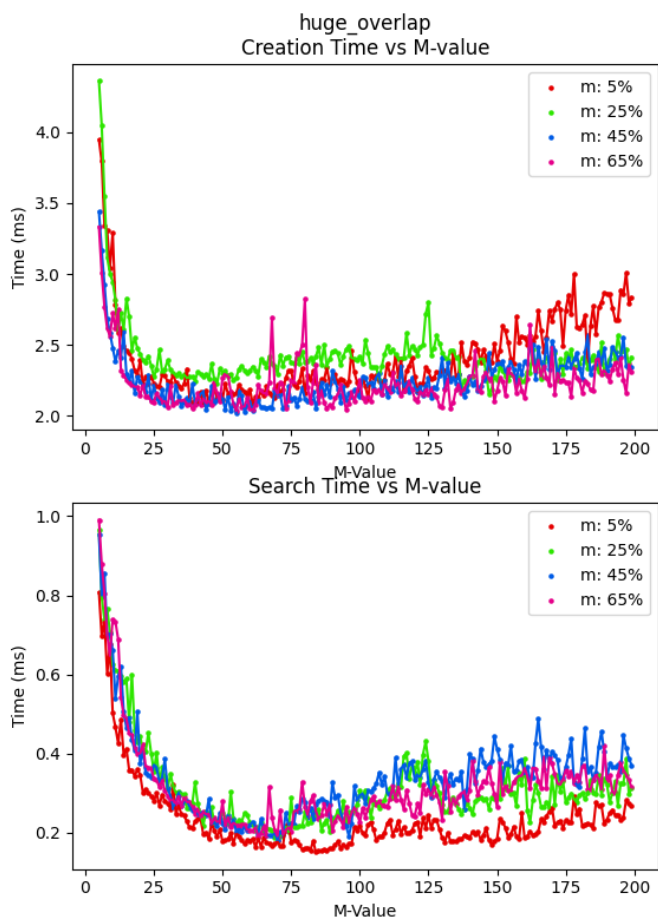 huge_overlap
Creation Time vs M-value
Time (ms)
4.0
3.5
3.0
2.5
2.0
m: 5%
m: 25%
m: 45%
m: 65%
0 25 50 75 100 125 150 175 200
M-Value
Search Time vs M-value
Time (ms)
1.0
0.8
0.6
0.4
0.2
m: 5%
m: 25%
m: 45%
m: 65%
0 25 50 75 100 125 150 175 200
M-Value